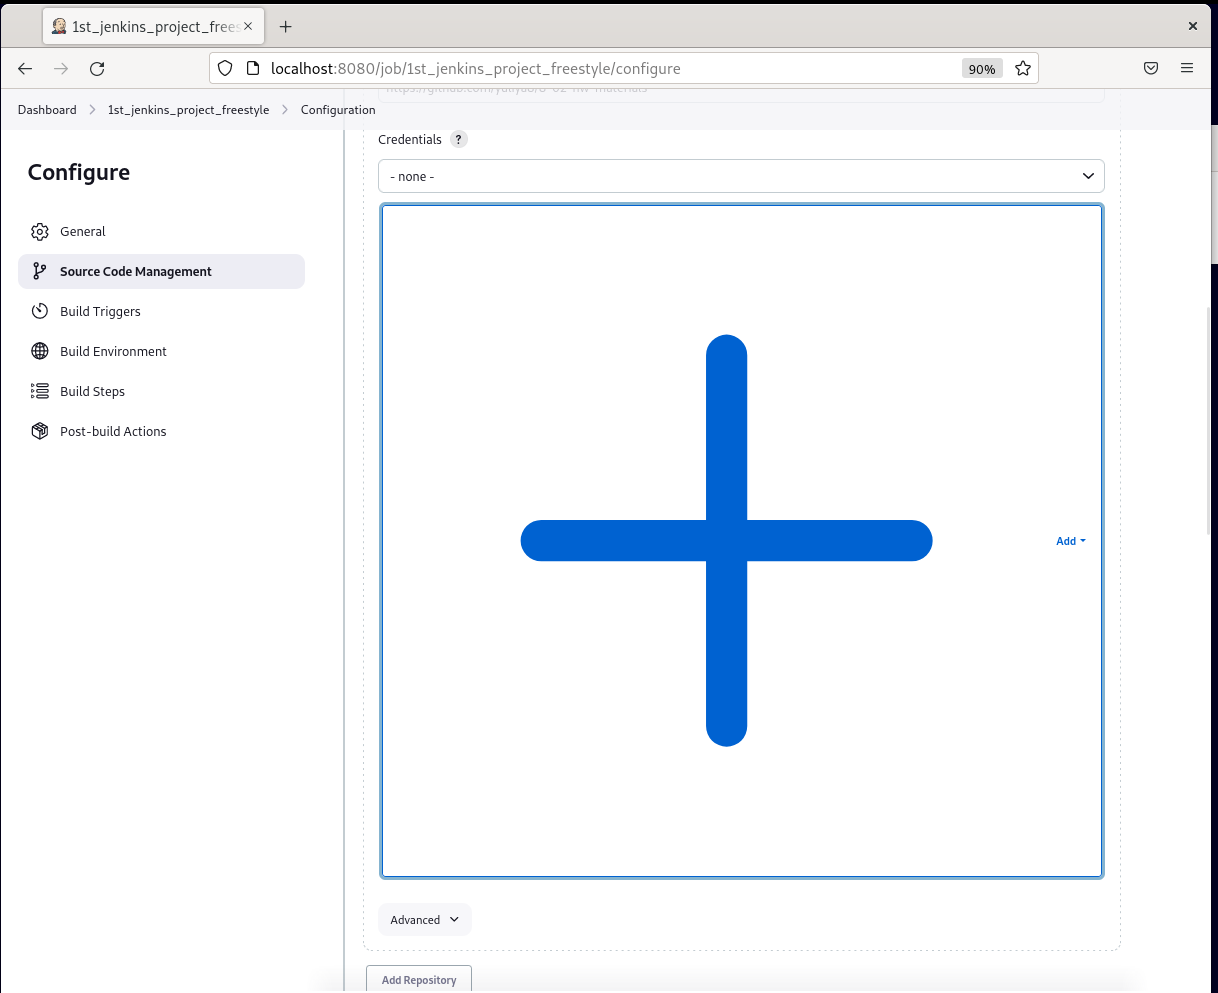 1st_jenkins_project_frees
localhost:8080/job/1st_jenkins_project_freestyle/configure
90%
Dashboard
1st_jenkins_project_freestyle
Configuration
Credentials ?
- none -
Configure
General
Source Code Management
Build Triggers
Build Environment
Build Steps
Post-build Actions
Add
Advanced
Add Repository